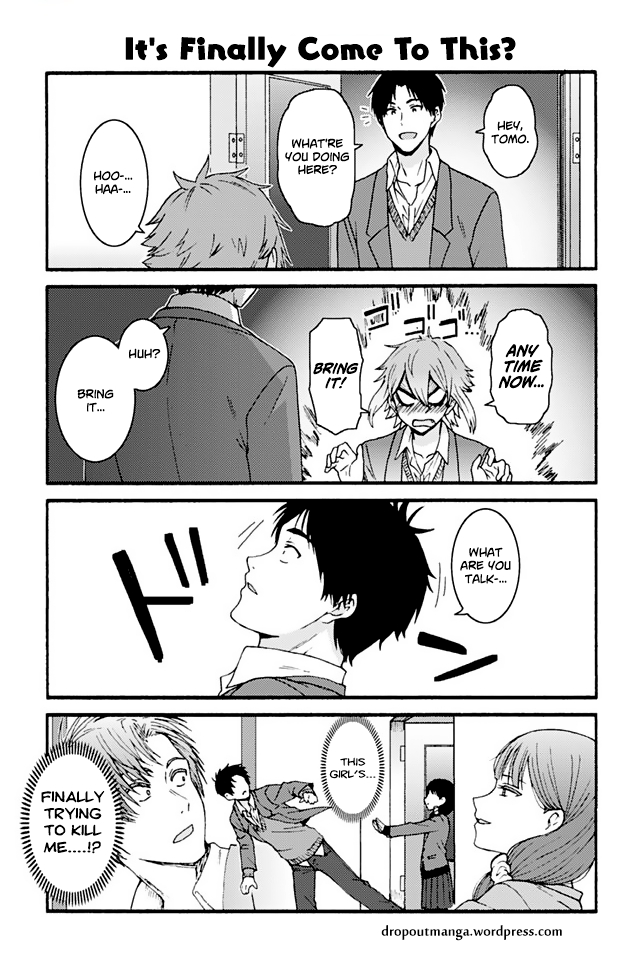 It's Finally Come To This?
HEY,
TOMO.
WHAT'RE
YOU DOING
HERE?
HOO-...
HAA-...
ANY
TIME
NOW...
ゴゴゴゴ
BRING
IT!
HUH?
BRING
IT...
WHAT
ARE YOU
TALK-...
ドン
THIS
GIRL'S...
FINALLY
TRYING
TO KILL
ME....!?
dropoutmanga.wordpress.com